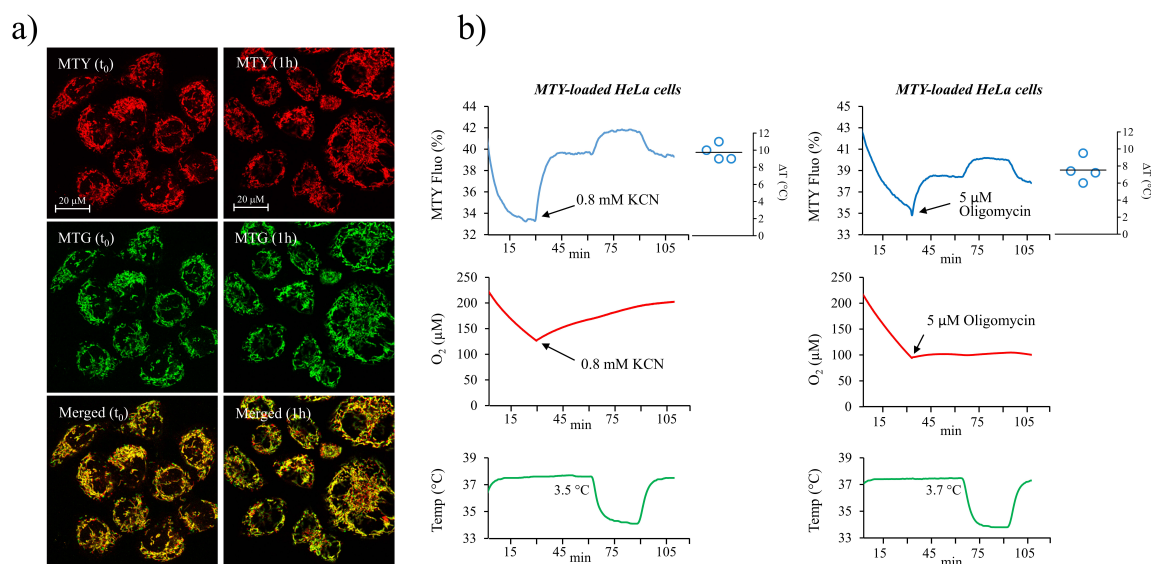 a)
MTY (t0)
MTY (1h)
20 µM
20 µM
MTG (t0)
MTG (1h)
Merged (t0)
Merged (1h)
b)
MTY-loaded HeLa cells
MTY Fluo (%)
44
42
40
38
36
34
32
0.8 mM KCN
15 45 75 105
min
12
10
8
6
4
2
0
ΔT (°C)
O2 (µM)
250
200
150
100
50
0
0.8 mM KCN
15 45 75 105
min
Temp (°C)
39
37
35
33
3.5 °C
15 45 75 105
min
MTY-loaded HeLa cells
MTY Fluo (%)
45
43
41
39
37
35
33
5 µM
Oligomycin
15 45 75 105
min
12
10
8
6
4
2
0
ΔT (°C)
O2 (µM)
250
200
150
100
50
0
5 µM Oligomycin
15 45 75 105
min
Temp (°C)
39
37
35
33
3.7 °C
15 45 75 105
min